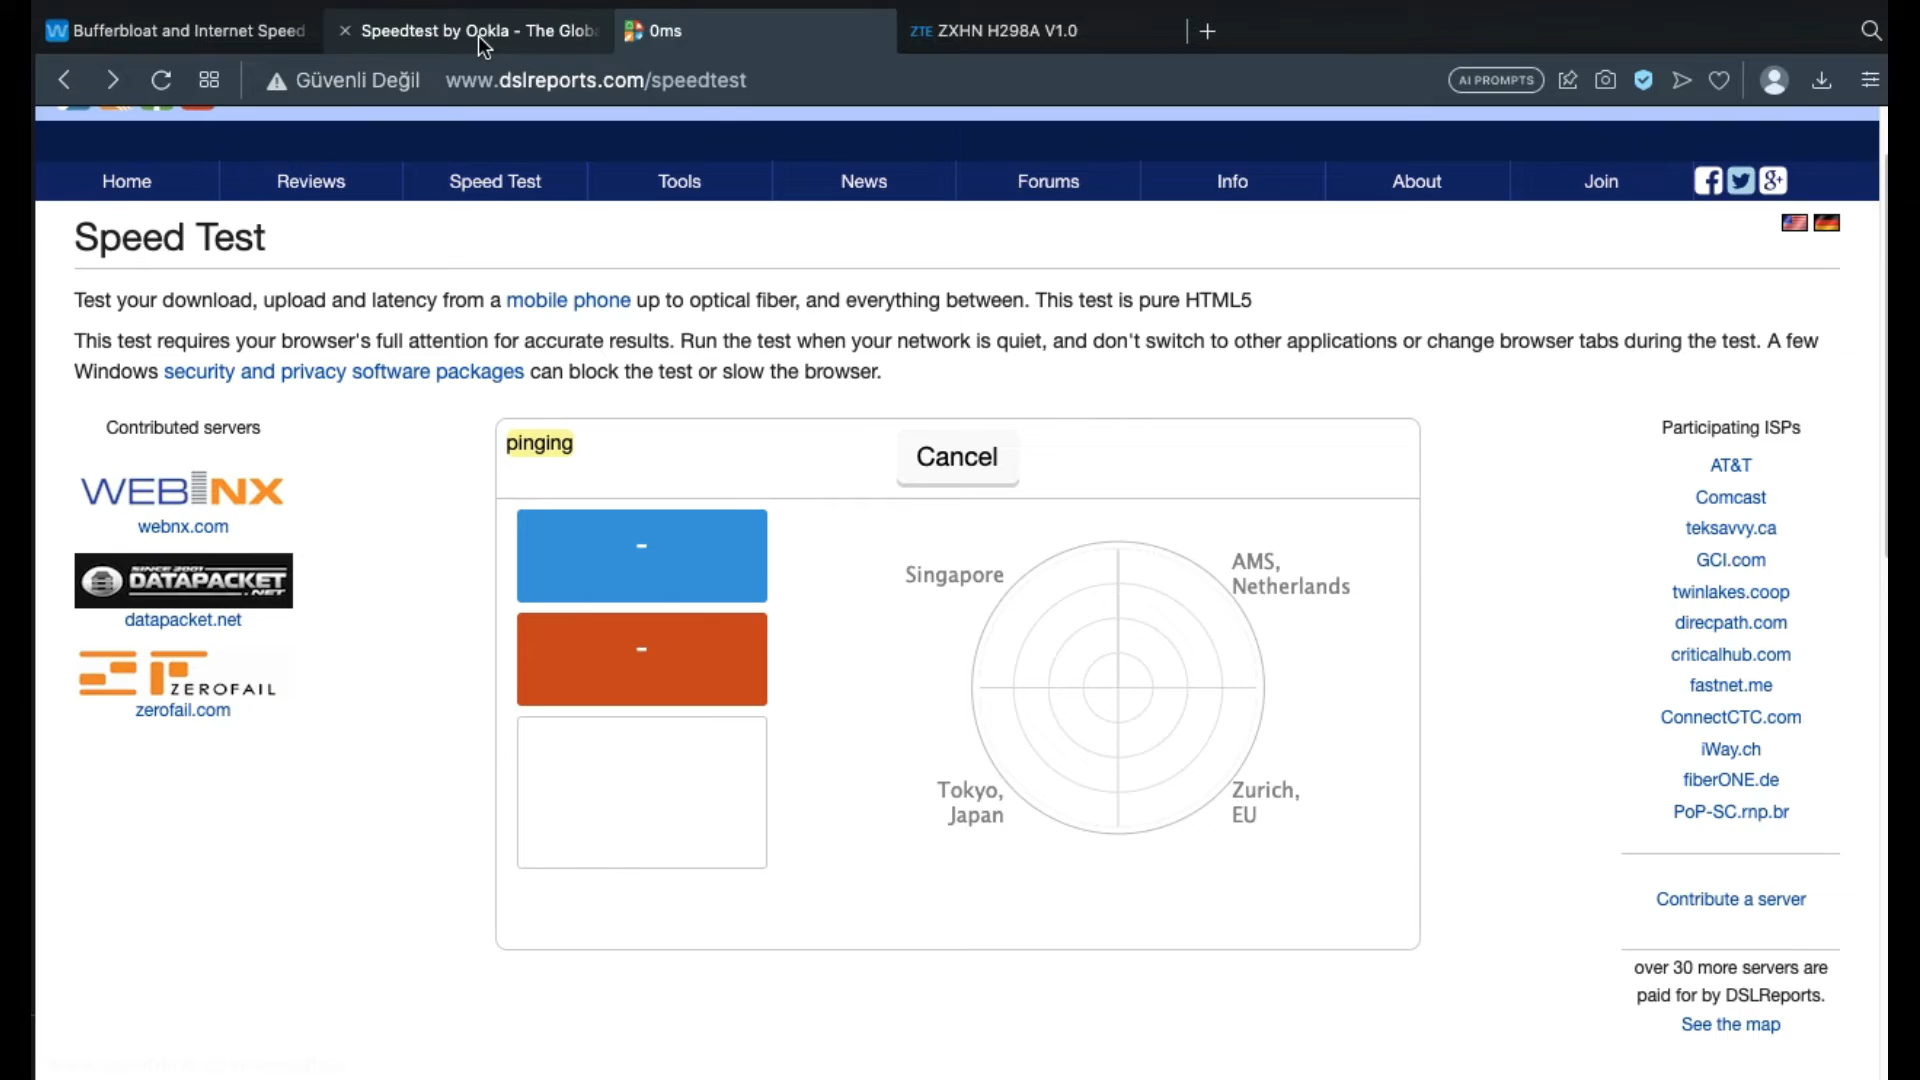 Bufferbloat and Internet Speed
Speedtest by Ookla - The Glob
0ms
ZTE ZXHN H298A V1.0
Güvenli Değil
www.dslreports.com/speedtest
AI PROMPTS
Home
Reviews
Speed Test
Tools
News
Forums
Info
About
Join
Speed Test
Test your download, upload and latency from a mobile phone up to optical fiber, and everything between. This test is pure HTML5
This test requires your browser's full attention for accurate results. Run the test when your network is quiet, and don't switch to other applications or change browser tabs during the test. A few
Windows security and privacy software packages can block the test or slow the browser.
Contributed servers
WEBNX
webnx.com
SINCE 2001
DATAPACKET
.NET
datapacket.net
ZEROFAIL
zerofail.com
pinging
Cancel
-
-
Singapore
AMS,
Netherlands
Tokyo,
Japan
Zurich,
EU
Participating ISPs
AT&T
Comcast
teksavvy.ca
GCI.com
twinlakes.coop
direcpath.com
criticalhub.com
fastnet.me
ConnectCTC.com
iWay.ch
fiberONE.de
PoP-SC.rnp.br
Contribute a server
over 30 more servers are
paid for by DSLReports.
See the map